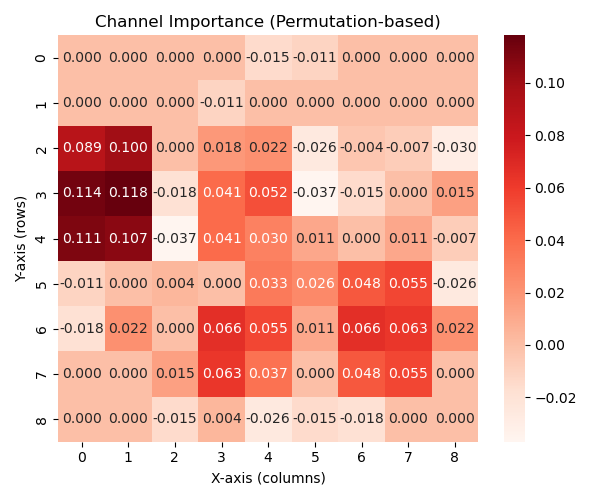 Channel Importance (Permutation-based)
0 0.000 0.000 0.000 0.000 -0.015 -0.011 0.000 0.000 0.000
1 0.000 0.000 0.000 -0.011 0.000 0.000 0.000 0.000 0.000
2 0.089 0.100 0.000 0.018 0.022 -0.026 -0.004 -0.007 -0.030
3 0.114 0.118 -0.018 0.041 0.052 -0.037 -0.015 0.000 0.015
4 0.111 0.107 -0.037 0.041 0.030 0.011 0.000 0.011 -0.007
5 -0.011 0.000 0.004 0.000 0.033 0.026 0.048 0.055 -0.026
6 -0.018 0.022 0.000 0.066 0.055 0.011 0.066 0.063 0.022
7 0.000 0.000 0.015 0.063 0.037 0.000 0.048 0.055 0.000
8 0.000 0.000 -0.015 0.004 -0.026 -0.015 -0.018 0.000 0.000
0 1 2 3 4 5 6 7 8
X-axis (columns)
Y-axis (rows)
0.10
0.08
0.06
0.04
0.02
0.00
−0.02